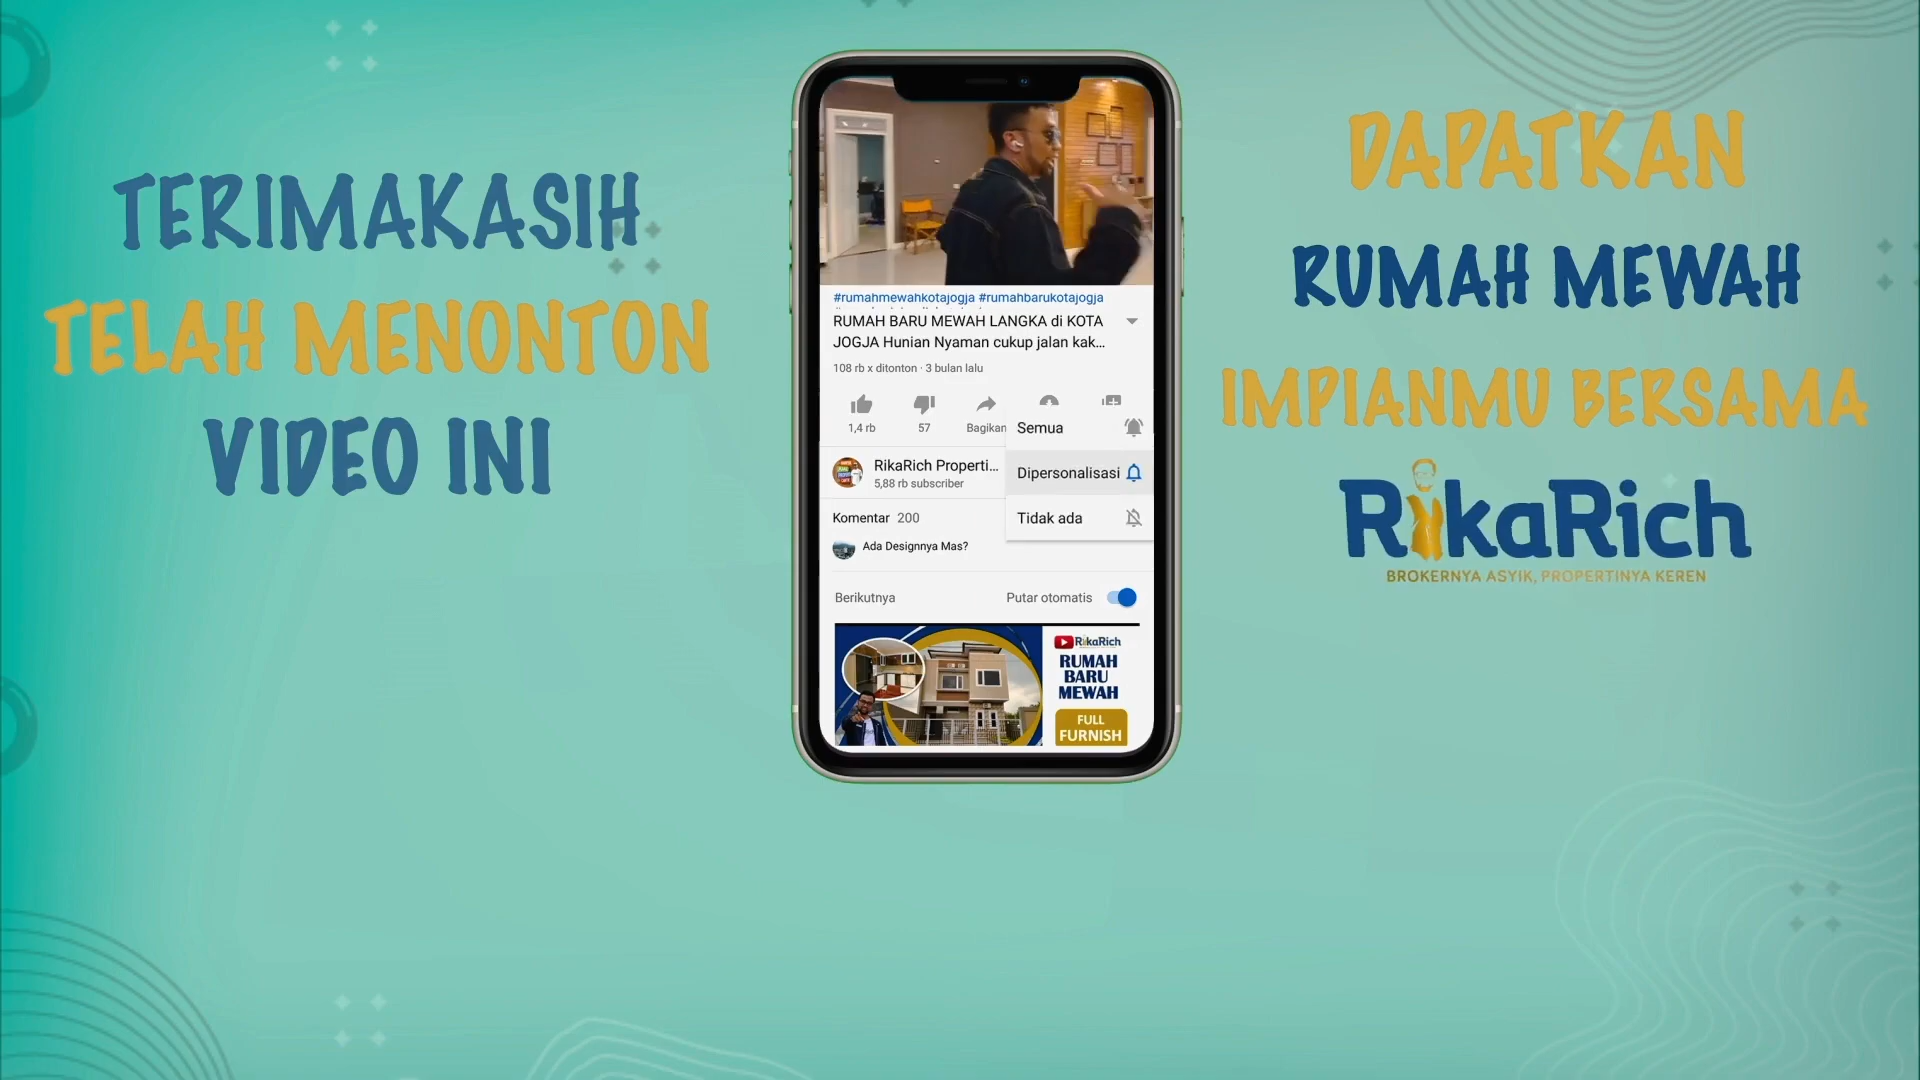 TERIMAKASIH
TELAH MENONTON
VIDEO INI
#rumahmewahkotajogja #rumahbarukotajogja
RUMAH BARU MEWAH LANGKA di KOTA
JOGJA Hunian Nyaman cukup jalan kak...
108 rb x ditonton · 3 bulan lalu
1,4 rb
57
Bagikan
Semua
Dipersonalisasi
Tidak ada
RikaRich Properti...
5,88 rb subscriber
Komentar 200
Ada Designnya Mas?
Berikutnya
Putar otomatis
RikaRich
RUMAH
BARU
MEWAH
FULL
FURNISH
DAPATKAN
RUMAH MEWAH
IMPIANMU BERSAMA
RikaRich
BROKERNYA ASYIK, PROPERTINYA KEREN